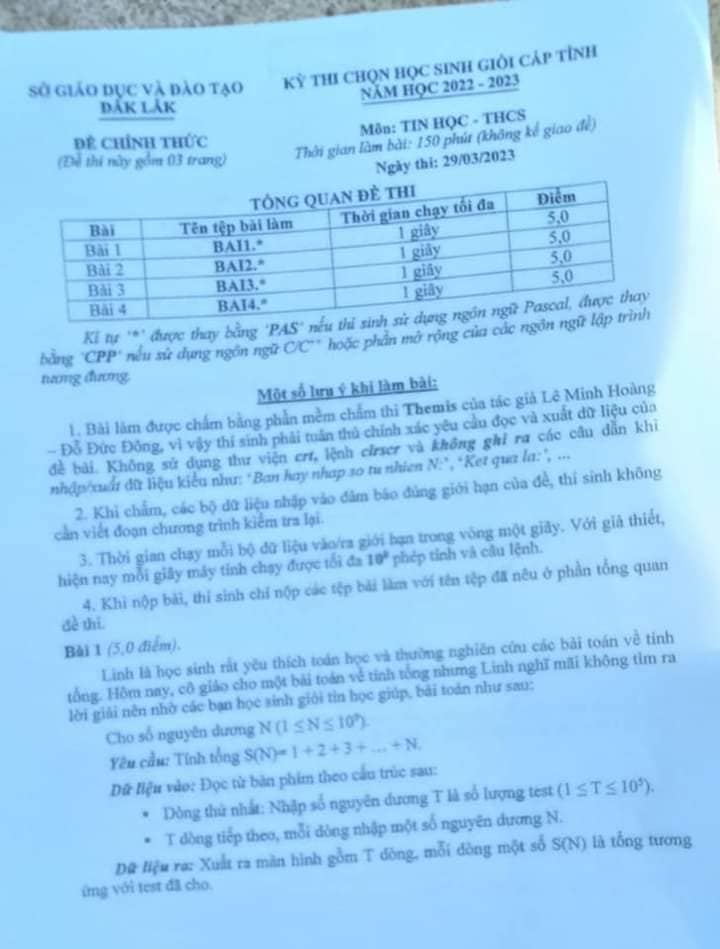 SỞ GIÁO DỤC VÀ ĐÀO TẠO
ĐẮK LẮK
ĐỀ CHÍNH THỨC
(Đề thi này gồm 03 trang)
KỲ THI CHỌN HỌC SINH GIỎI CẤP TỈNH
NĂM HỌC 2022 - 2023
Môn: TIN HỌC - THCS
Thời gian làm bài: 150 phút (không kể giao đề)
Ngày thi: 29/03/2023
TỔNG QUAN ĐỀ THI
Bài Tên tệp bài làm Thời gian chạy tối đa Điểm
Bài 1 BAI1.* 1 giây 5,0
Bài 2 BAI2.* 1 giây 5,0
Bài 3 BAI3.* 1 giây 5,0
Bài 4 BAI4.* 1 giây 5,0
Kí tự '*' được thay bằng 'PAS' nếu thí sinh sử dụng ngôn ngữ Pascal, được thay
bằng 'CPP' nếu sử dụng ngôn ngữ C/C++ hoặc phần mở rộng của các ngôn ngữ lập trình
tương đương.
Một số lưu ý khi làm bài:
1. Bài làm được chấm bằng phần mềm chấm thi Themis của tác giả Lê Minh Hoàng
– Đỗ Đức Đông, vì vậy thí sinh phải tuân thủ chính xác yêu cầu đọc và xuất dữ liệu của
đề bài. Không sử dụng thư viện crt, lệnh clrscr và không ghi ra các câu dẫn khi
nhập/xuất dữ liệu kiểu như: 'Ban hay nhap so tu nhien N:', 'Ket qua la:', ...
2. Khi chấm, các bộ dữ liệu nhập vào đảm bảo đúng giới hạn của đề, thí sinh không
cần viết đoạn chương trình kiểm tra lại.
3. Thời gian chạy mỗi bộ dữ liệu vào/ra giới hạn trong vòng một giây. Với giả thiết,
hiện nay mỗi giây máy tính chạy được tối đa phép tính và câu lệnh.
4. Khi nộp bài, thí sinh chỉ nộp các tệp bài làm với tên tệp đã nêu ở phần tổng quan
đề thi.
Bài 1 (5,0 điểm).
Linh là học sinh rất yêu thích toán học và thường nghiên cứu các bài toán về tính
tổng. Hôm nay, cô giáo cho một bài toán về tính tổng nhưng Linh nghĩ mãi không tìm ra
lời giải nên nhờ các bạn học sinh giỏi tin học giúp, bài toán như sau:
Cho số nguyên dương N (1 ≤ N ≤ 10⁹).
Yêu cầu: Tính tổng S(N)= 1 + 2 + 3 + ... + N.
Dữ liệu vào: Đọc từ bàn phím theo cấu trúc sau:
• Dòng thứ nhất: Nhập số nguyên dương T là số lượng test (1 ≤ T ≤ 10⁵).
• T dòng tiếp theo, mỗi dòng nhập một số nguyên dương N.
Dữ liệu ra: Xuất ra màn hình gồm T dòng, mỗi dòng một số S(N) là tổng tương
ứng với test đã cho.